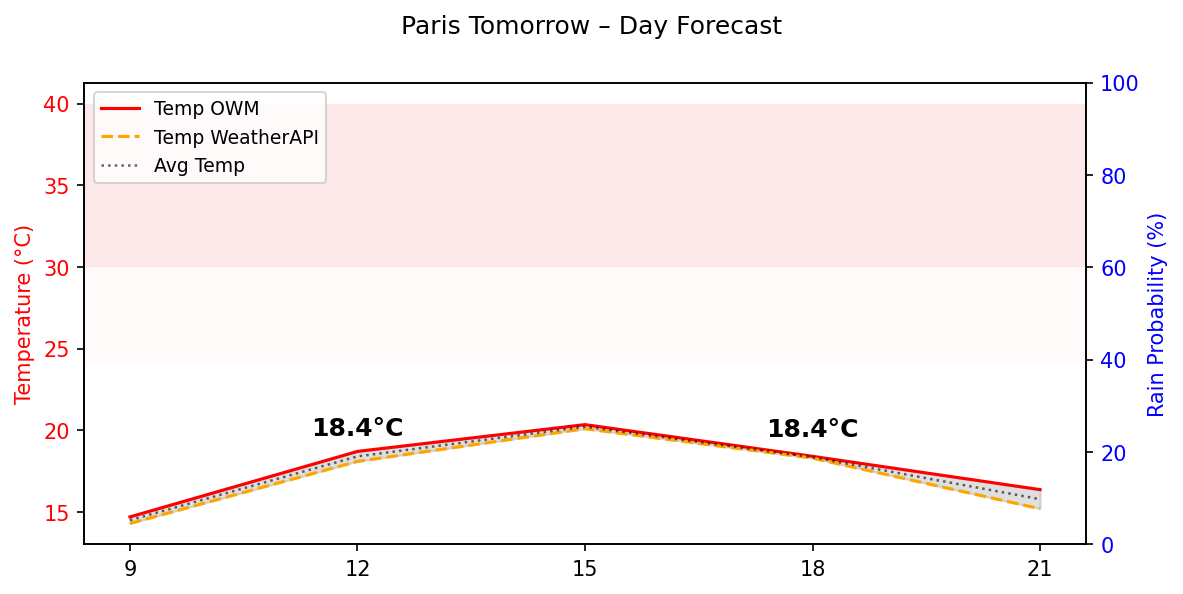 Paris Tomorrow – Day Forecast
Temp OWM
Temp WeatherAPI
Avg Temp
Temperature (°C)
40
35
30
25
20
15
18.4°C
18.4°C
100
80
60
40
20
0
Rain Probability (%)
9
12
15
18
21